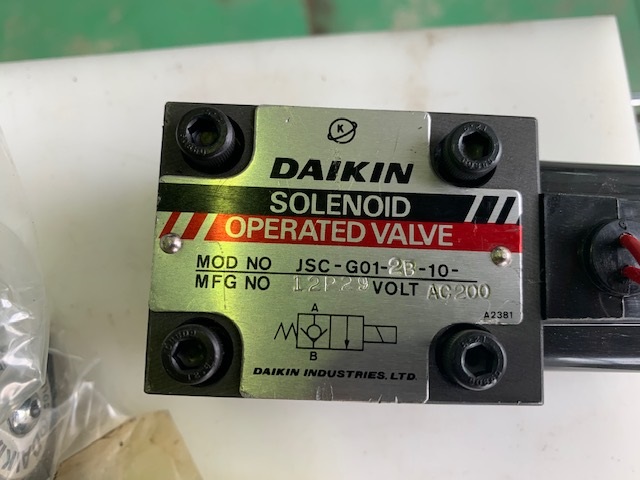 K
DAIKIN
SOLENOID
OPERATED VALVE
MOD NO JSC-G01-2B-10-
MFG NO 12P29 VOLT AC200
A2381
A
B
DAIKIN INDUSTRIES, LTD.
DAIKIN